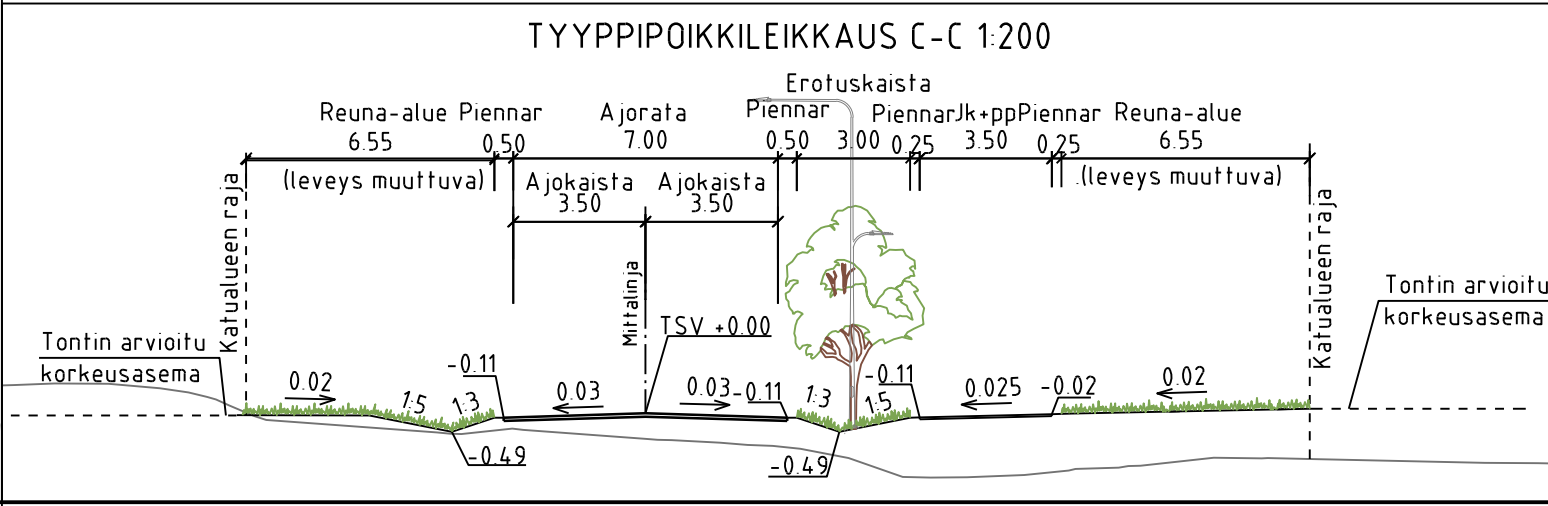 TYYPPIPOIKKILEIKKAUS C-C 1:200
Erotuskaista
Reuna-alue Piennar Ajorata Piennar Piennar Jk+pp Piennar Reuna-alue
6.55 0.50 7.00 0.50 3.00 0.25 3.50 0.25 6.55
(leveys muuttuva) Ajokaista Ajokaista (leveys muuttuva)
3.50 3.50
Katualueen raja
Mittalinja
Katualueen raja
Tontin arvioitu
korkeusasema
TSV +0.00
Tontin arvioitu
korkeusasema
0.02 1:5 1:3 -0.11 0.03 0.03 -0.11 1:3 1:5 -0.11 0.025 -0.02 0.02
-0.49 -0.49